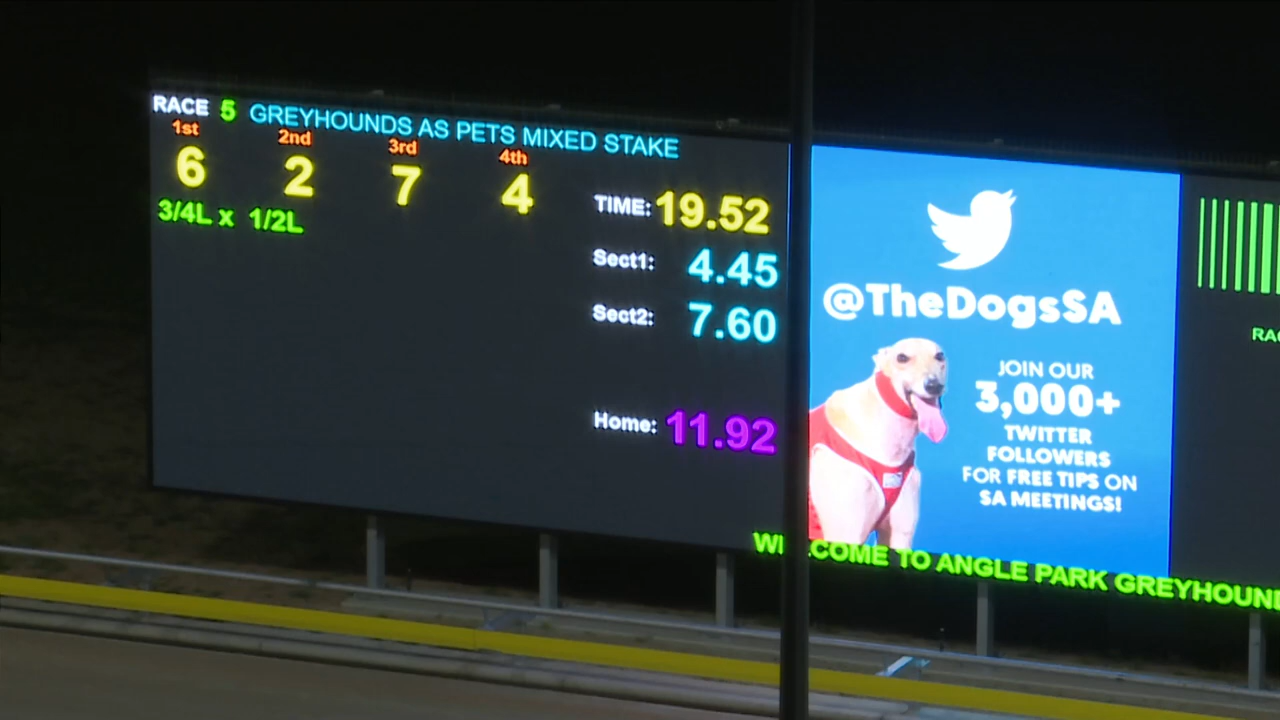 RACE 5 GREYHOUNDS AS PETS MIXED STAKE
1st 2nd 3rd 4th
6 2 7 4
3/4L x 1/2L
TIME: 19.52
Sect1: 4.45
Sect2: 7.60
Home: 11.92
@TheDogsSA
JOIN OUR
3,000+
TWITTER
FOLLOWERS
FOR FREE TIPS ON
SA MEETINGS!
TO ANGLE PARK